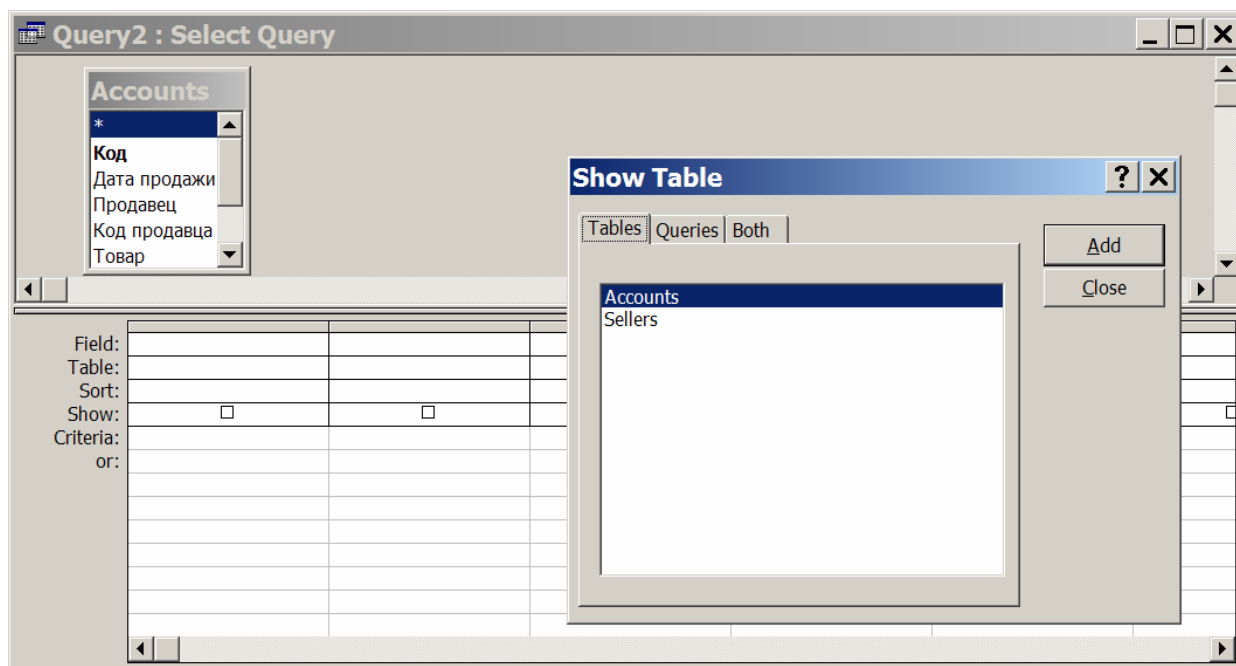 Query2 : Select Query
Accounts
*
Код
Дата продажи
Продавец
Код продавца
Товар
Show Table
Tables Queries Both
Add
Close
Accounts
Sellers
Field:
Table:
Sort:
Show:
Criteria:
or: